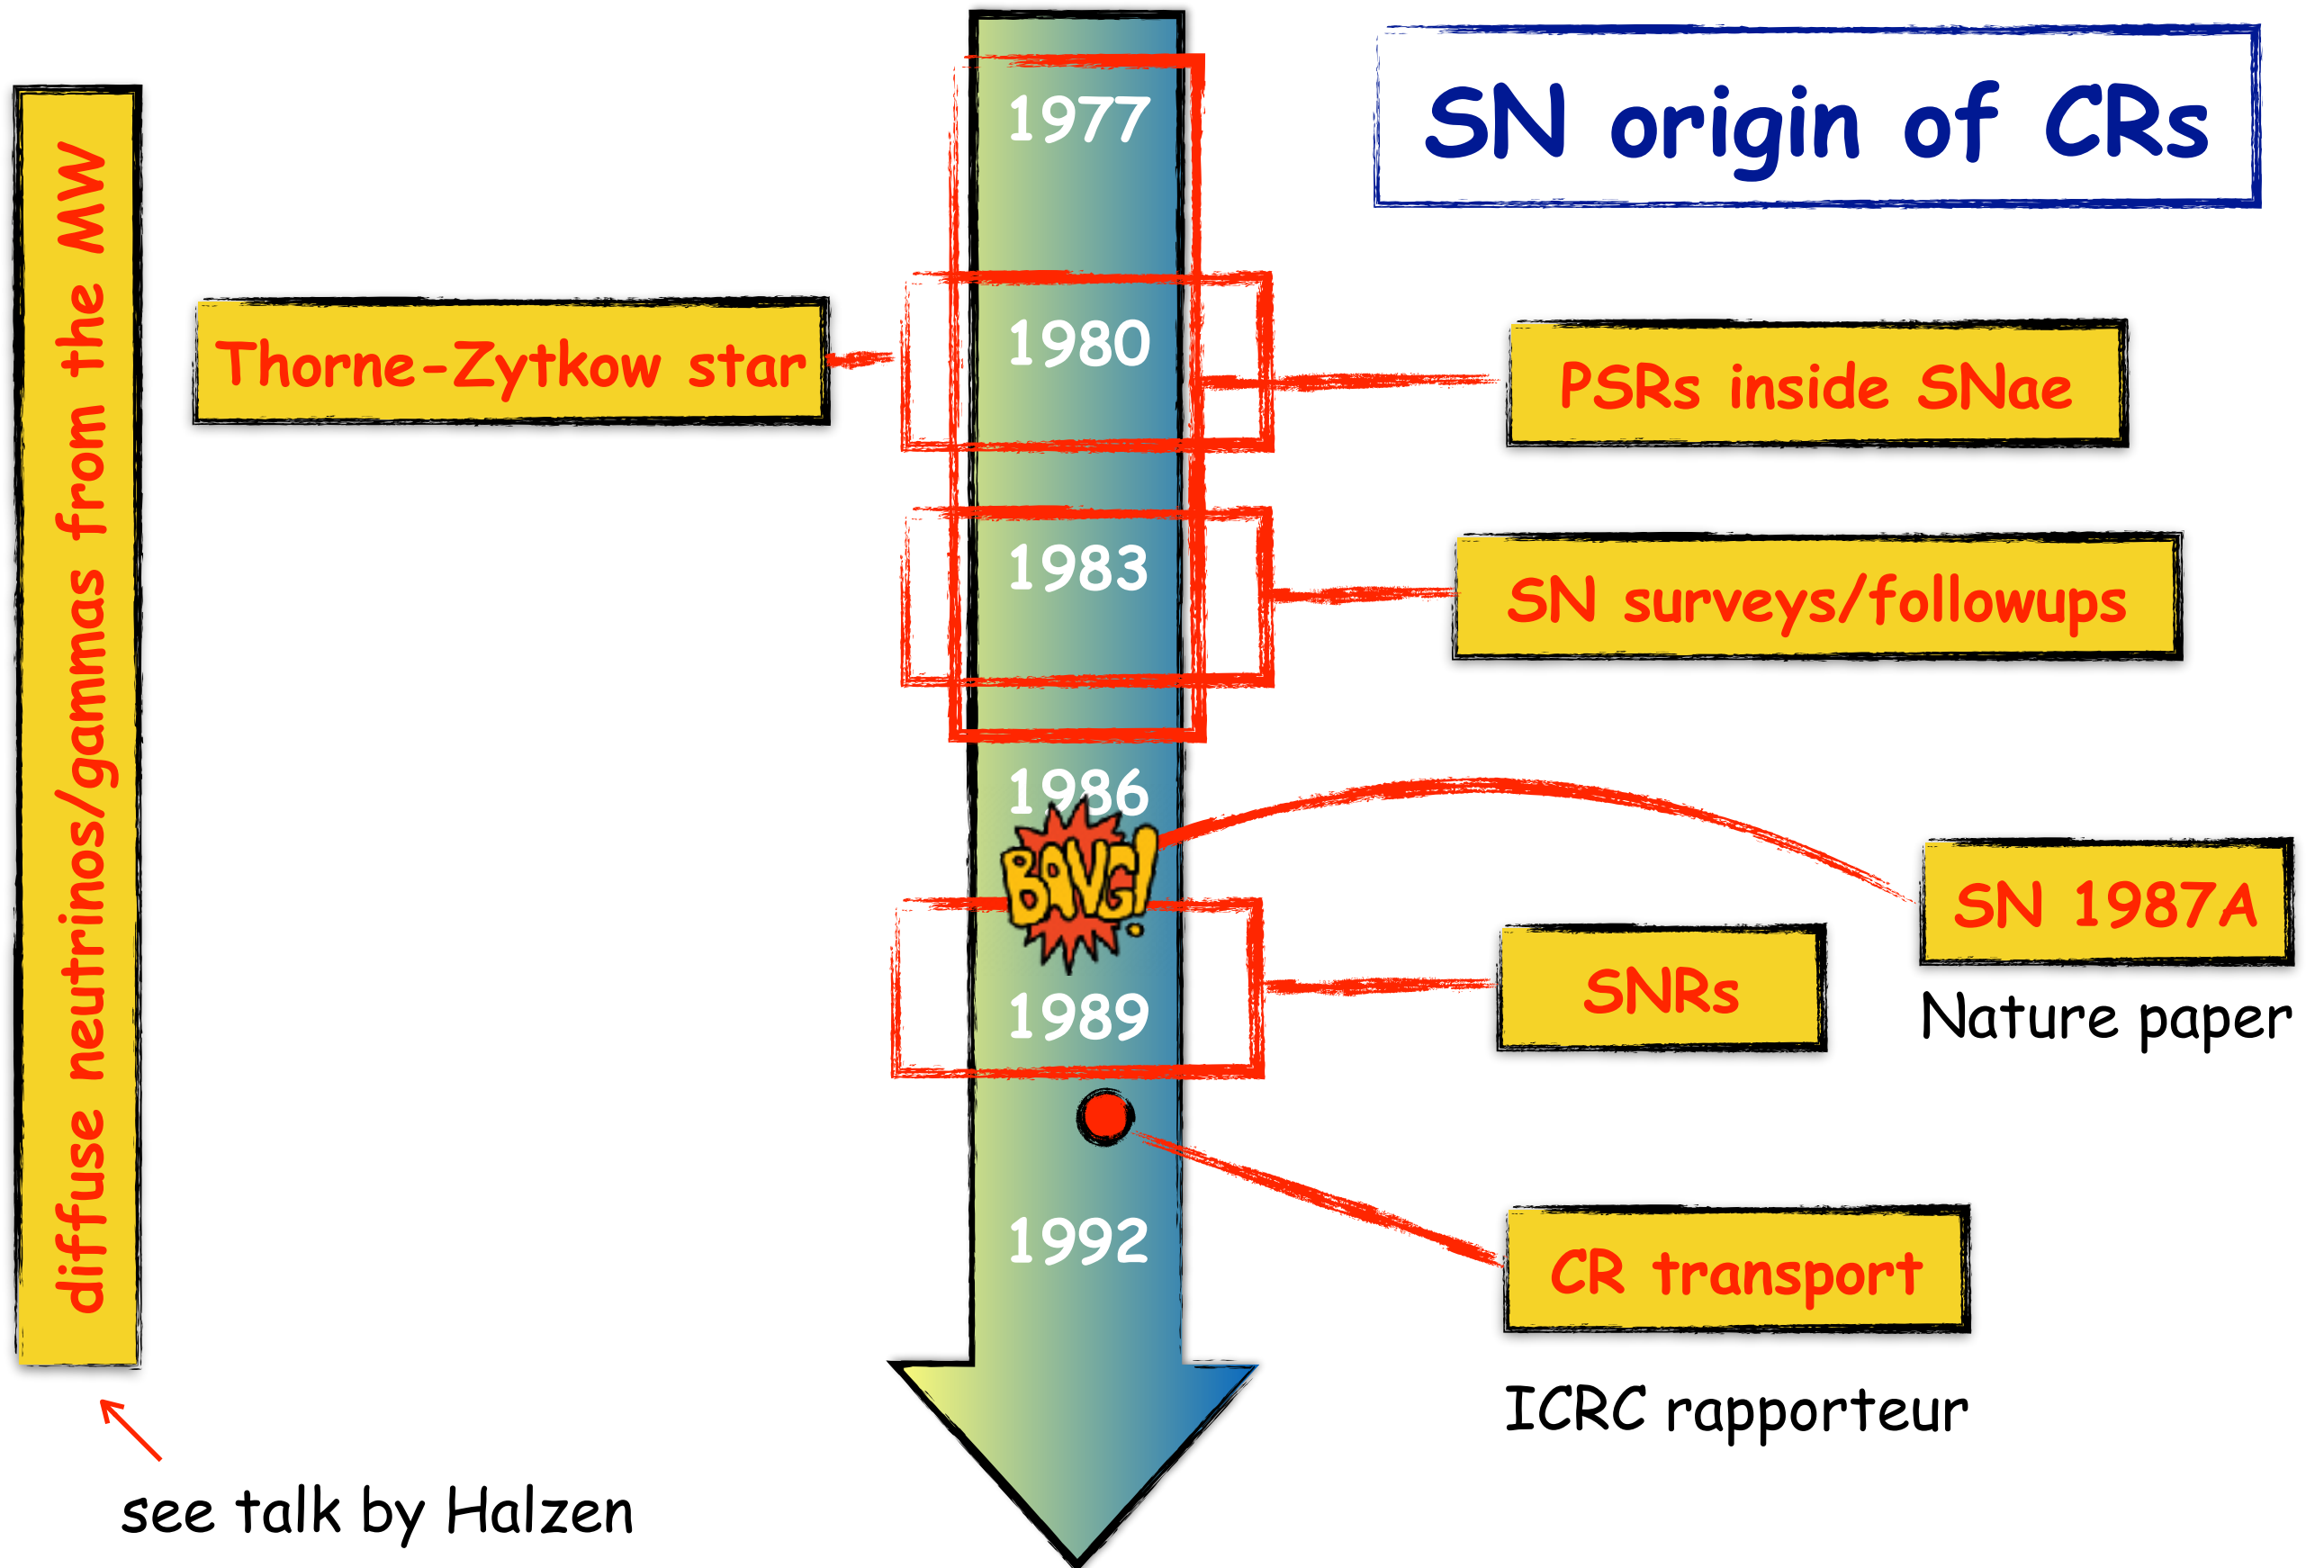 SN origin of CRs
diffuse neutrinos/gammas from the MW
1977
Thorne-Zytkow star
1980
PSRs inside SNae
1983
SN surveys/followups
1986
BANG!
SN 1987A
Nature paper
SNRs
1989
1992
CR transport
ICRC rapporteur
see talk by Halzen